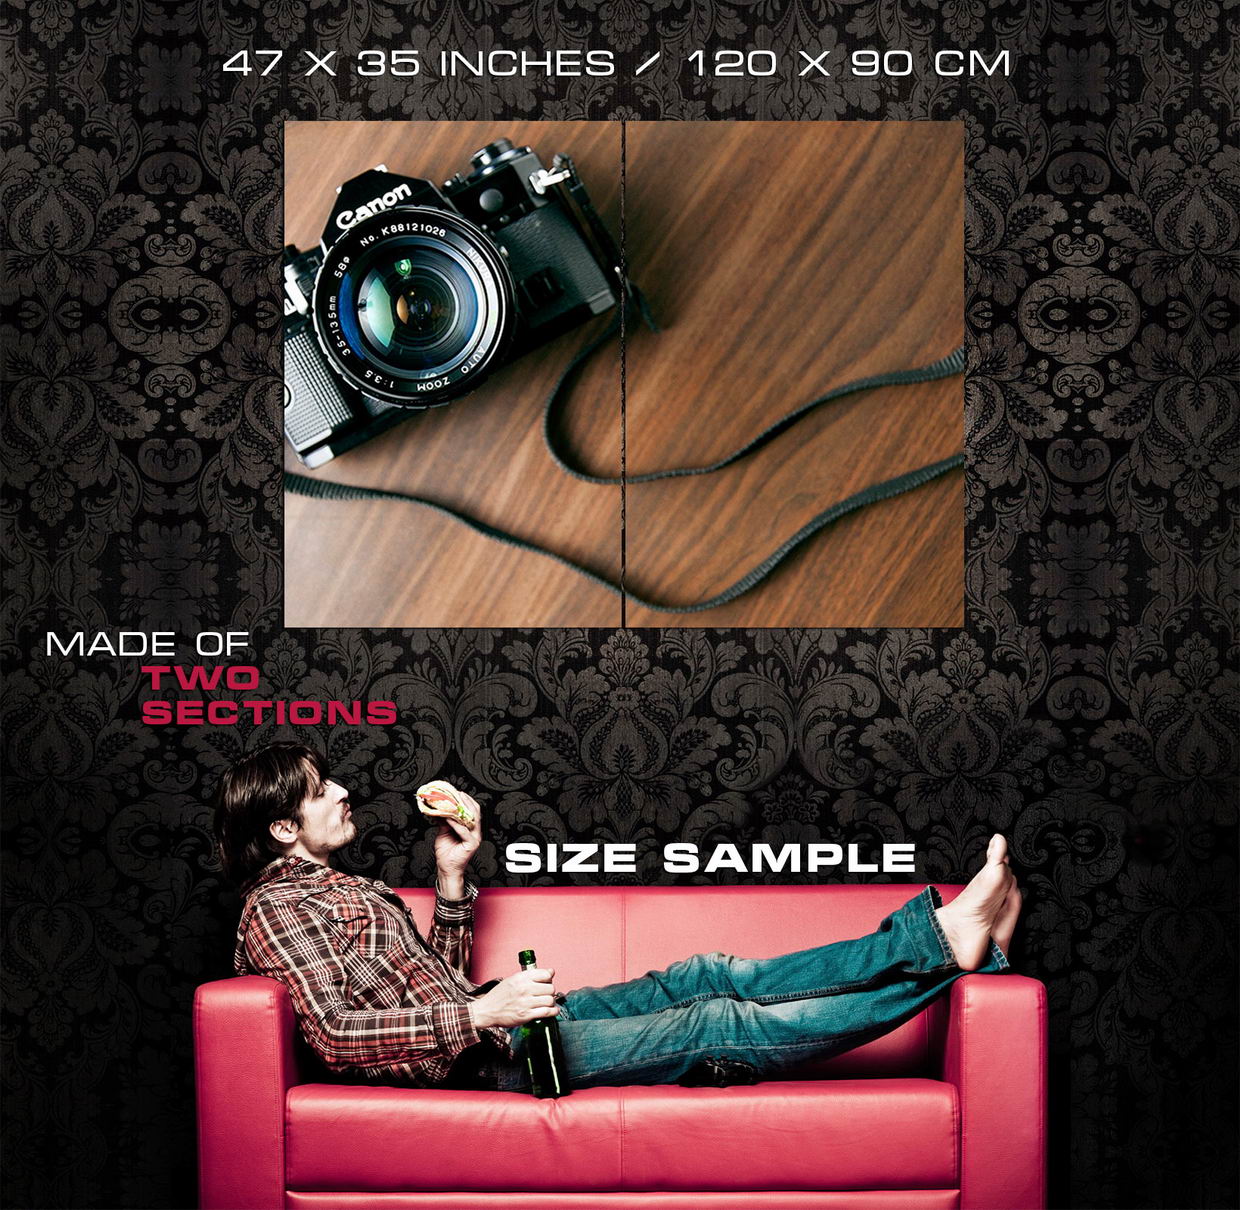 47 X 35 INCHES / 120 X 90 CM
Canon
No. K88121026
58φ
35-135mm
1:3.5
ZOOM
AUTO
MADE OF
TWO
SECTIONS
SIZE SAMPLE